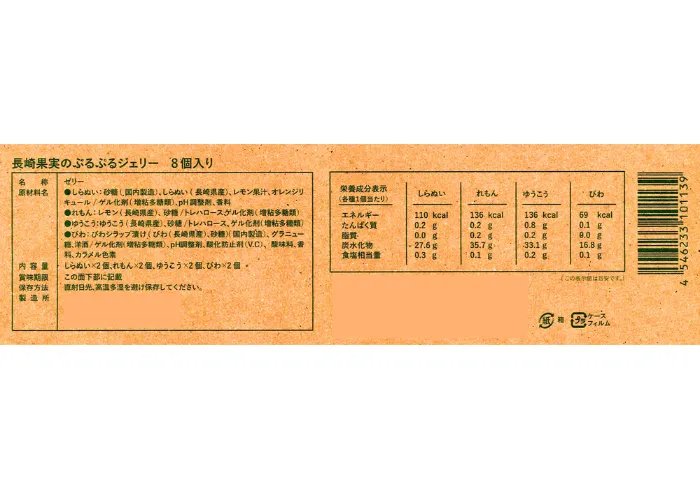 長崎果実のぷるぷるジェリー 8個入り
名称 ゼリー
原材料名 ●しらぬい：砂糖(国内製造)、しらぬい(長崎県産)、レモン果汁、オレンジリ
キュール/ゲル化剤(増粘多糖類)、pH調整剤、香料
●れもん：レモン(長崎県産)、砂糖/トレハロースゲル化剤(増粘多糖類)
●ゆうこう：ゆうこう(長崎県産)、砂糖/トレハロース、ゲル化剤(増粘多糖類)
●びわ：びわシラップ漬け(びわ(長崎県産)、砂糖)(国内製造)、グラニュー
糖、洋酒/ゲル化剤(増粘多糖類)、pH調整剤、酸化防止剤(V.C)、酸味料、香
料、カラメル色素
内容量 しらぬい×2個、れもん×2個、ゆうこう×2個、びわ×2個
賞味期限 この面下部に記載
保存方法 直射日光、高温多湿を避け保存してください。
製造所
栄養成分表示 (各種1個当たり) しらぬい れもん ゆうこう びわ
エネルギー 110 kcal 136 kcal 136 kcal 69 kcal
たんぱく質 0.2 g 0.2 g 0.8 g 0.1 g
脂質 0.0 g 0.2 g 0.2 g 0.0 g
炭水化物 27.6 g 35.7 g 33.1 g 16.8 g
食塩相当量 0.3 g 0.1 g 0.2 g 0.1 g
(この表示値は目安です。)
紙 箱
プラ ケース
フィルム
4 546233 101139